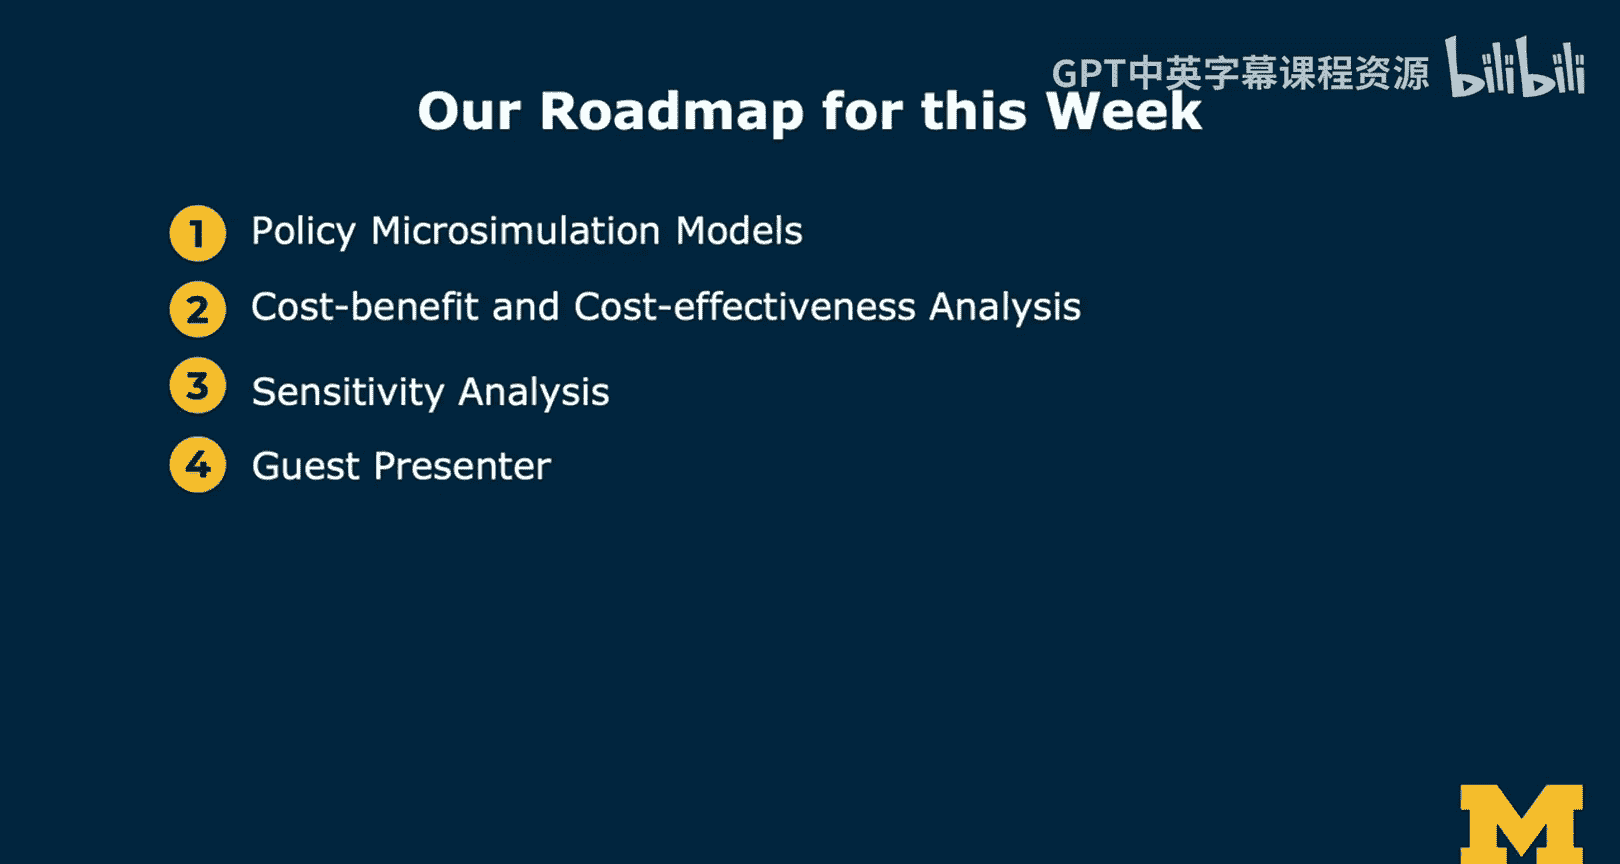 GPT中英字幕课程资源 bilibili
Our Roadmap for this Week
1 Policy Microsimulation Models
2 Cost-benefit and Cost-effectiveness Analysis
3 Sensitivity Analysis
4 Guest Presenter
M